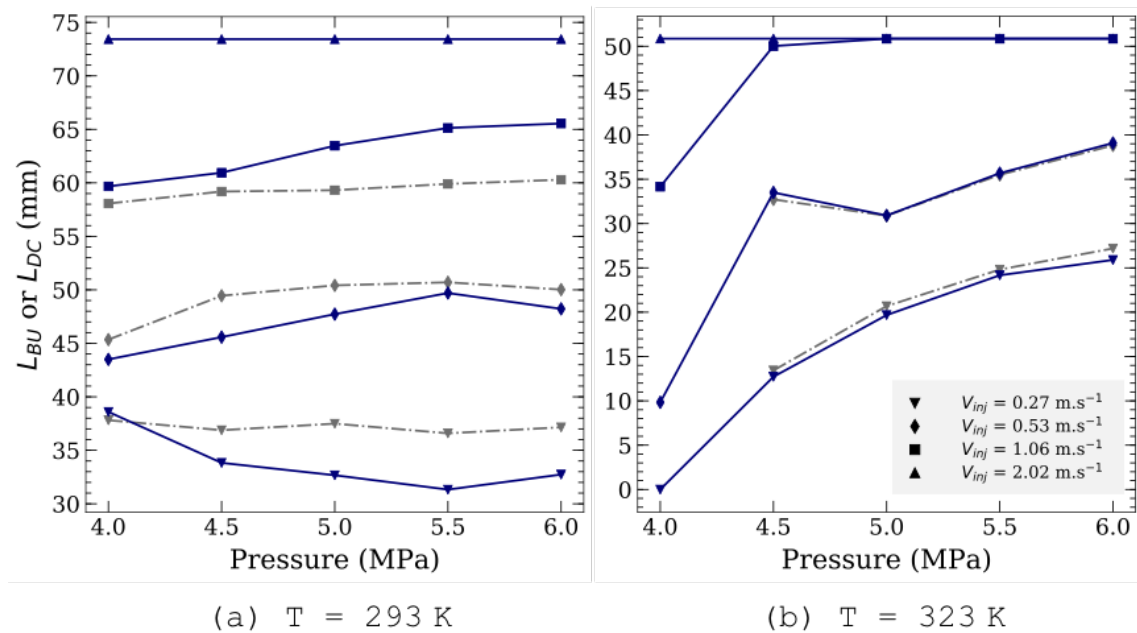 L_BU or L_DC (mm)
75
70
65
60
55
50
45
40
35
30
4.0 4.5 5.0 5.5 6.0
Pressure (MPa)
(a) T = 293 K
50
45
40
35
30
25
20
15
10
5
0
V_inj = 0.27 m.s⁻¹
V_inj = 0.53 m.s⁻¹
V_inj = 1.06 m.s⁻¹
V_inj = 2.02 m.s⁻¹
4.0 4.5 5.0 5.5 6.0
Pressure (MPa)
(b) T = 323 K